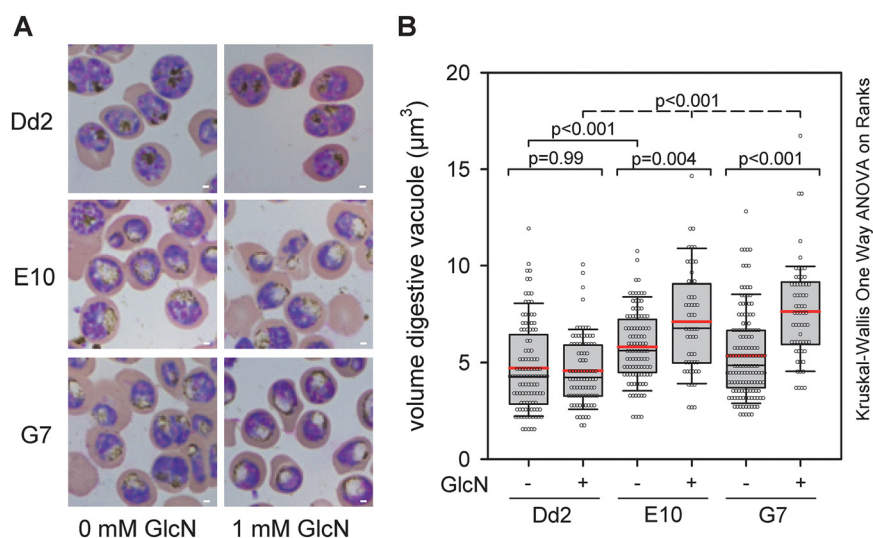 A
Dd2
E10
G7
0 mM GlcN
1 mM GlcN
B
volume digestive vacuole (µm³)
20
15
10
5
0
p<0.001
p<0.001
p=0.99
p=0.004
p<0.001
GlcN
- + - + - +
Dd2 E10 G7
Kruskal-Wallis One Way ANOVA on Ranks